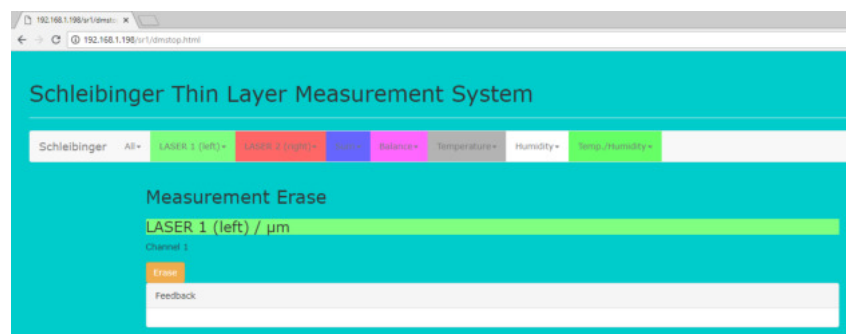 192.168.1.198/sr1/dmsto
192.168.1.198/sr1/dmstop.html
Schleibinger Thin Layer Measurement System
Schleibinger All LASER 1 (left) LASER 2 (right) Balance Temperature Humidity Temp./Humidity
Measurement Erase
LASER 1 (left) / µm
Channel 1
Erase
Feedback